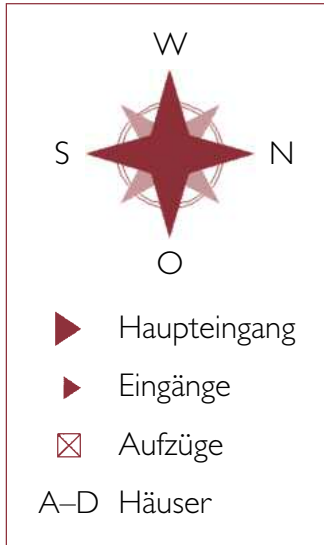 W
S N
O
Haupteingang
Eingänge
Aufzüge
A–D Häuser